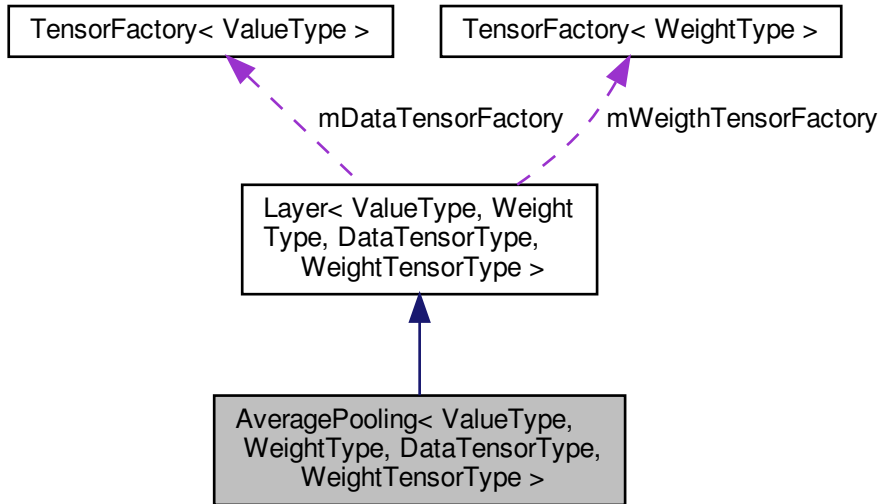 TensorFactory< ValueType >
TensorFactory< WeightType >
mDataTensorFactory
mWeigthTensorFactory
Layer< ValueType, Weight
Type, DataTensorType,
WeightTensorType >
AveragePooling< ValueType,
WeightType, DataTensorType,
WeightTensorType >